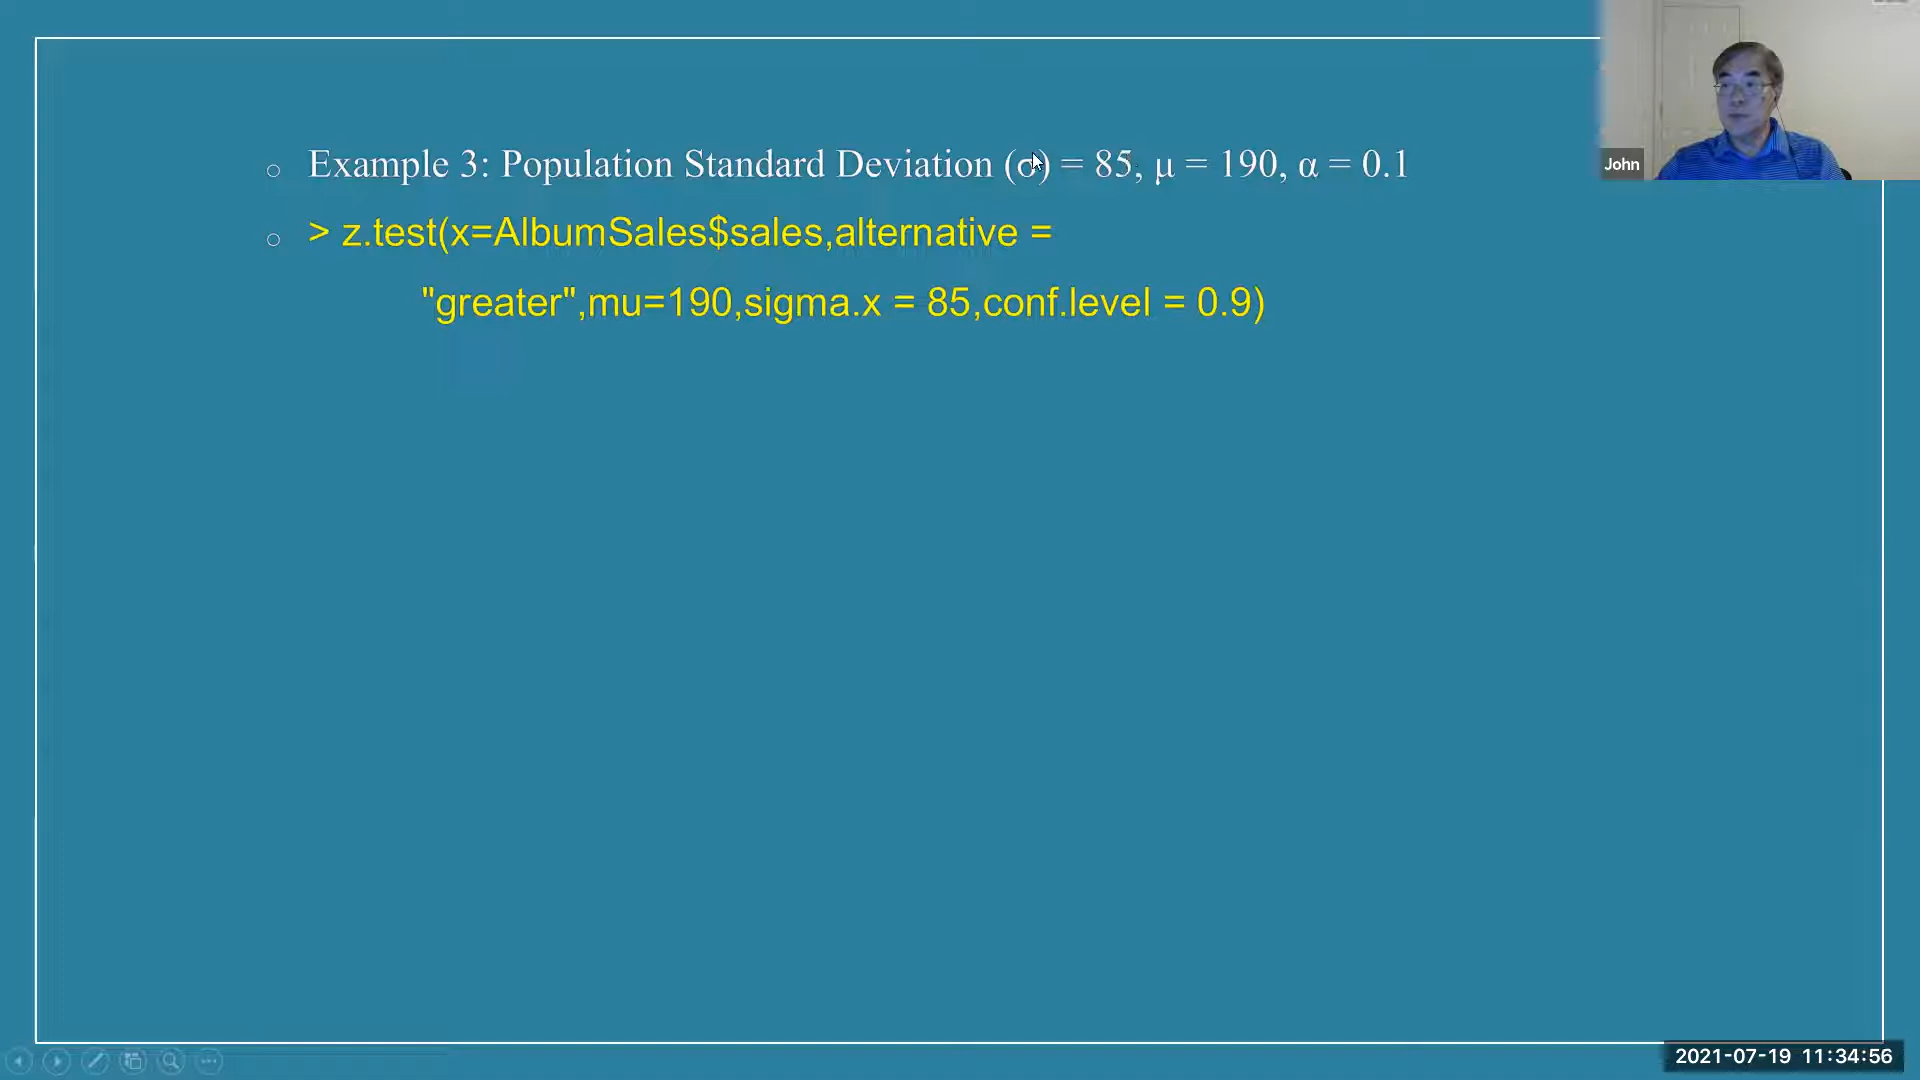 Example 3: Population Standard Deviation (σ) = 85, μ = 190, α = 0.1
> z.test(x=AlbumSales$sales,alternative =
"greater",mu=190,sigma.x = 85,conf.level = 0.9)
John
2021-07-19 11:34:56